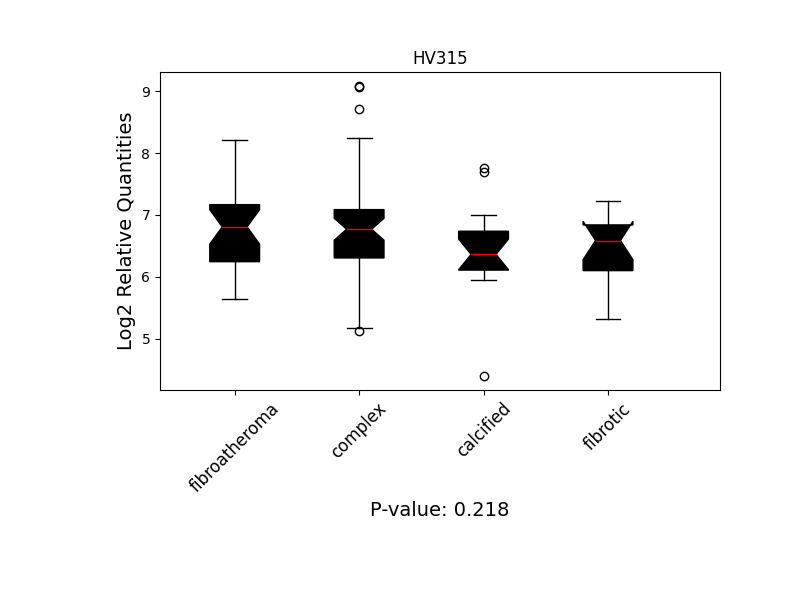 HV315
Log2 Relative Quantities
9
8
7
6
5
fibroatheroma
complex
calcified
fibrotic
P-value: 0.218